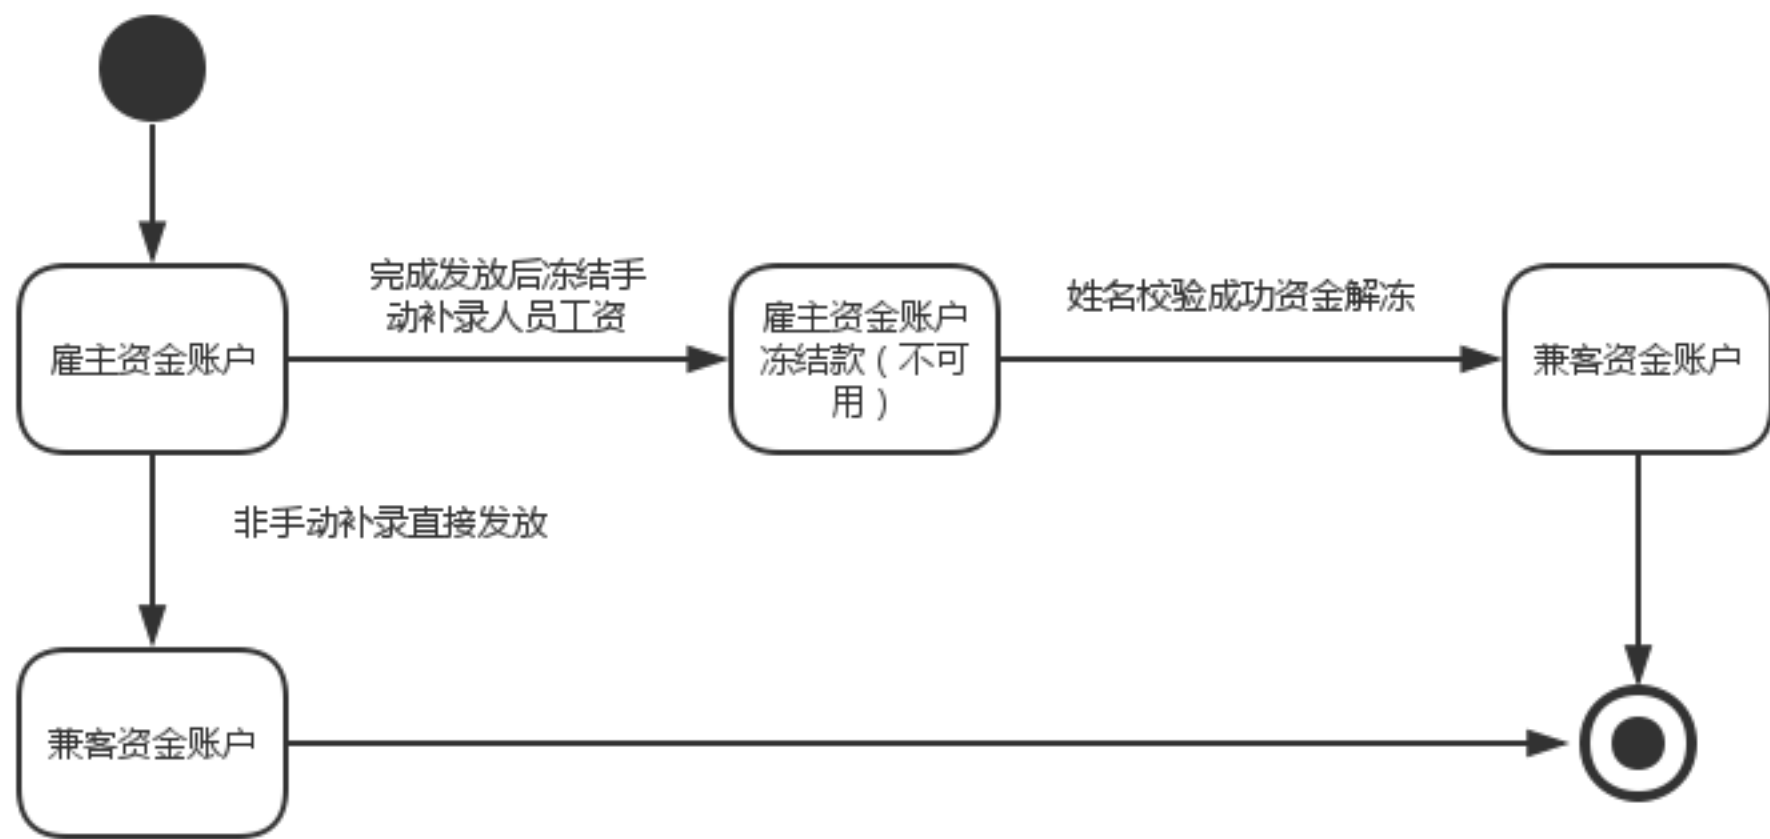 完成发放后冻结手
动补录人员工资
姓名校验成功资金解冻
雇主资金账户
雇主资金账户
冻结款（不可
用）
兼客资金账户
非手动补录直接发放
兼客资金账户